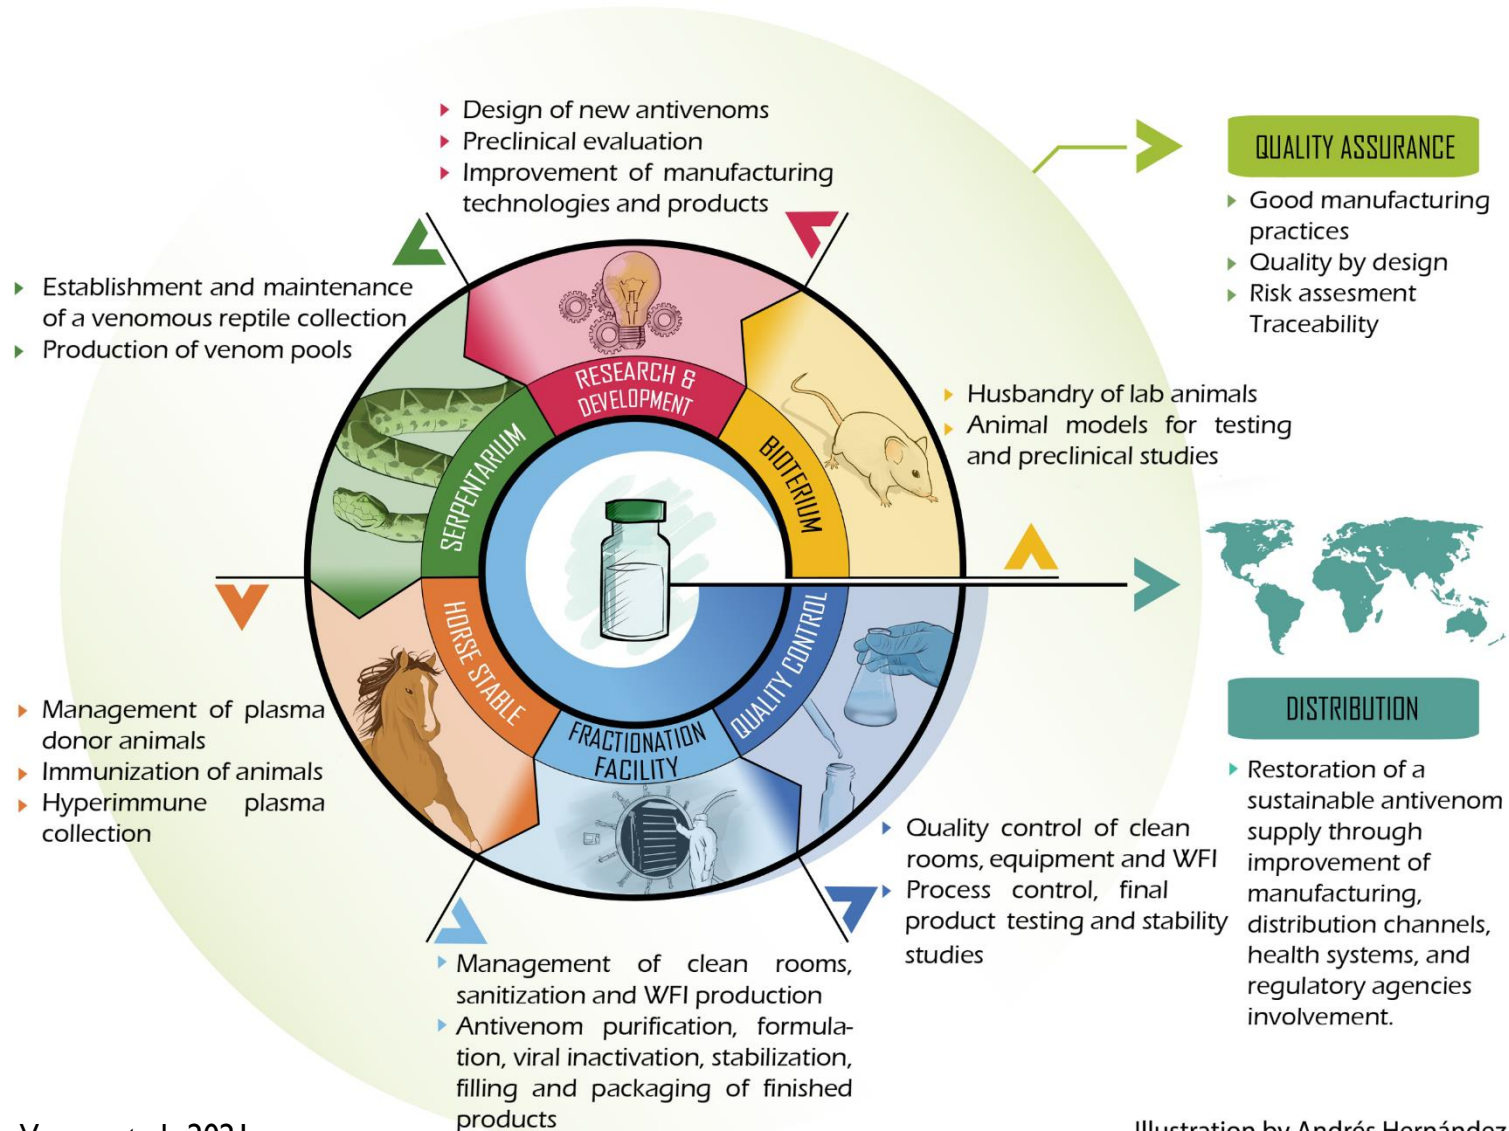 Design of new antivenoms
Preclinical evaluation
Improvement of manufacturing
technologies and products
QUALITY ASSURANCE
Good manufacturing
practices
Quality by design
Risk assesment
Traceability
Establishment and maintenance
of a venomous reptile collection
Production of venom pools
Husbandry of lab animals
Animal models for testing
and preclinical studies
RESEARCH &
DEVELOPMENT
SERPENTARIUM
BIOTERIUM
HORSE STABLE
FRACTIONATION
FACILITY
QUALITY CONTROL
Management of plasma
donor animals
Immunization of animals
Hyperimmune plasma
collection
DISTRIBUTION
Restoration of a
sustainable antivenom
supply through
improvement of
manufacturing,
distribution channels,
health systems, and
regulatory agencies
involvement.
Quality control of clean
rooms, equipment and WFI
Process control, final
product testing and stability
studies
Management of clean rooms,
sanitization and WFI production
Antivenom purification, formula-
tion, viral inactivation, stabilization,
filling and packaging of finished
products
2021
Illustration by Andrés Hernández